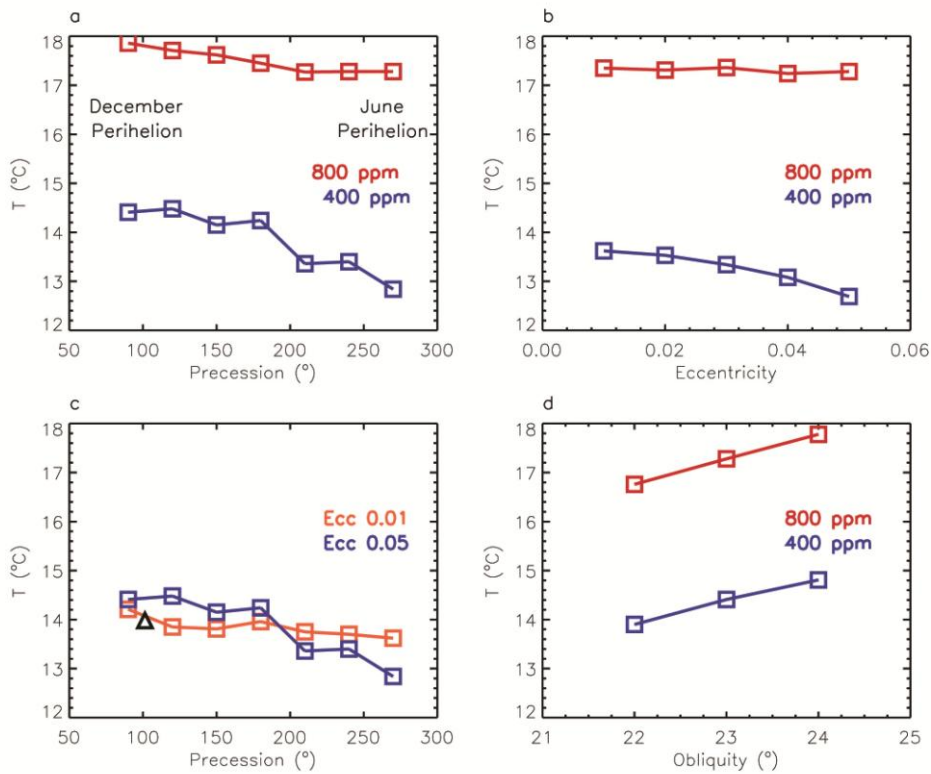 a
18
17
16
15
14
13
12
T (°C)
December
Perihelion
June
Perihelion
800 ppm
400 ppm
50
100
150
200
250
300
Precession (°)
b
18
17
16
15
14
13
12
T (°C)
800 ppm
400 ppm
0.00
0.02
0.04
0.06
Eccentricity
c
18
17
16
15
14
13
12
T (°C)
Ecc 0.01
Ecc 0.05
50
100
150
200
250
300
Precession (°)
d
18
17
16
15
14
13
12
T (°C)
800 ppm
400 ppm
21
22
23
24
25
Obliquity (°)